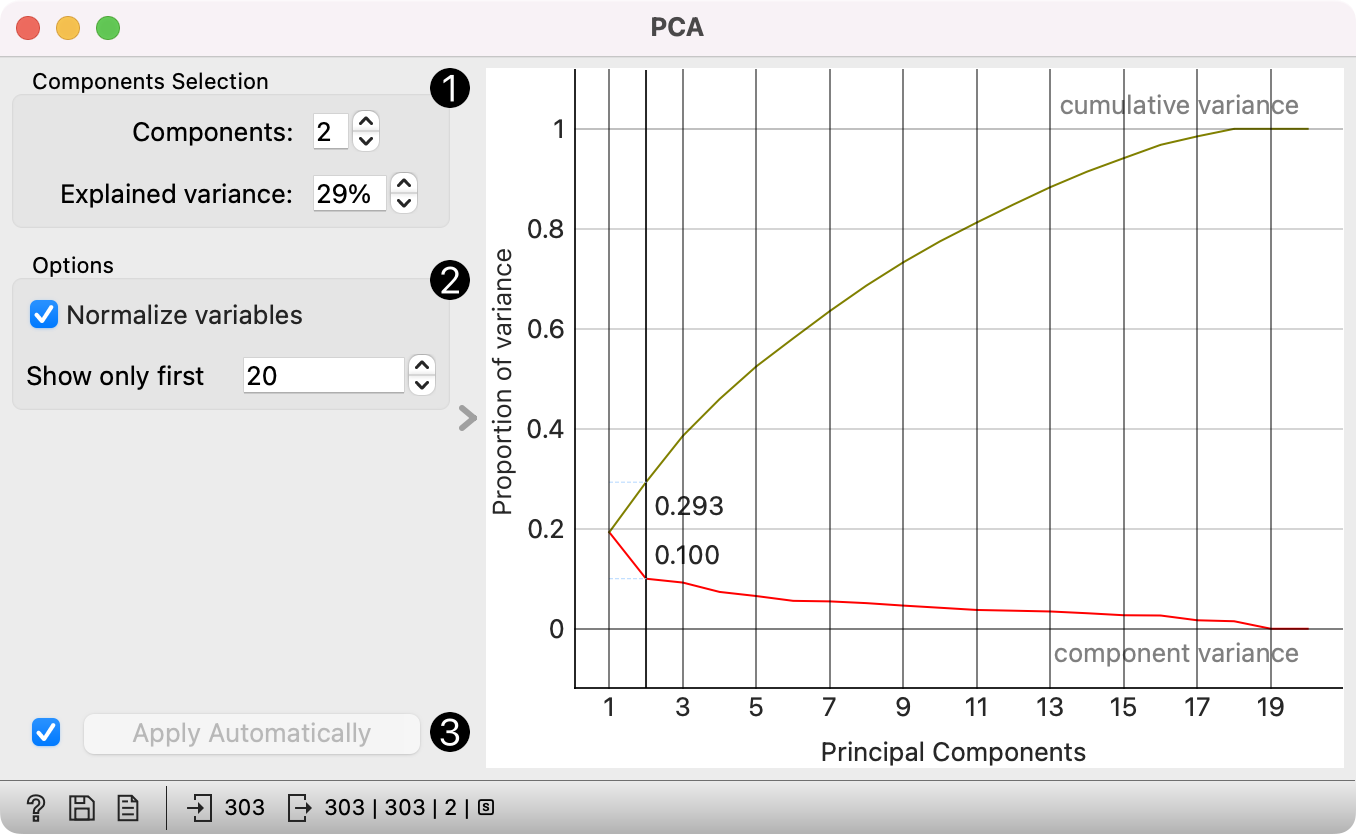 PCA
Components Selection
1
Components: 2
Explained variance: 29%
Options
2
Normalize variables
Show only first 20
Apply Automatically
3
cumulative variance
1
0.8
0.6
0.4
0.2
0
Proportion of variance
0.293
0.100
component variance
1 3 5 7 9 11 13 15 17 19
Principal Components
? 303 303 | 303 | 2 | S